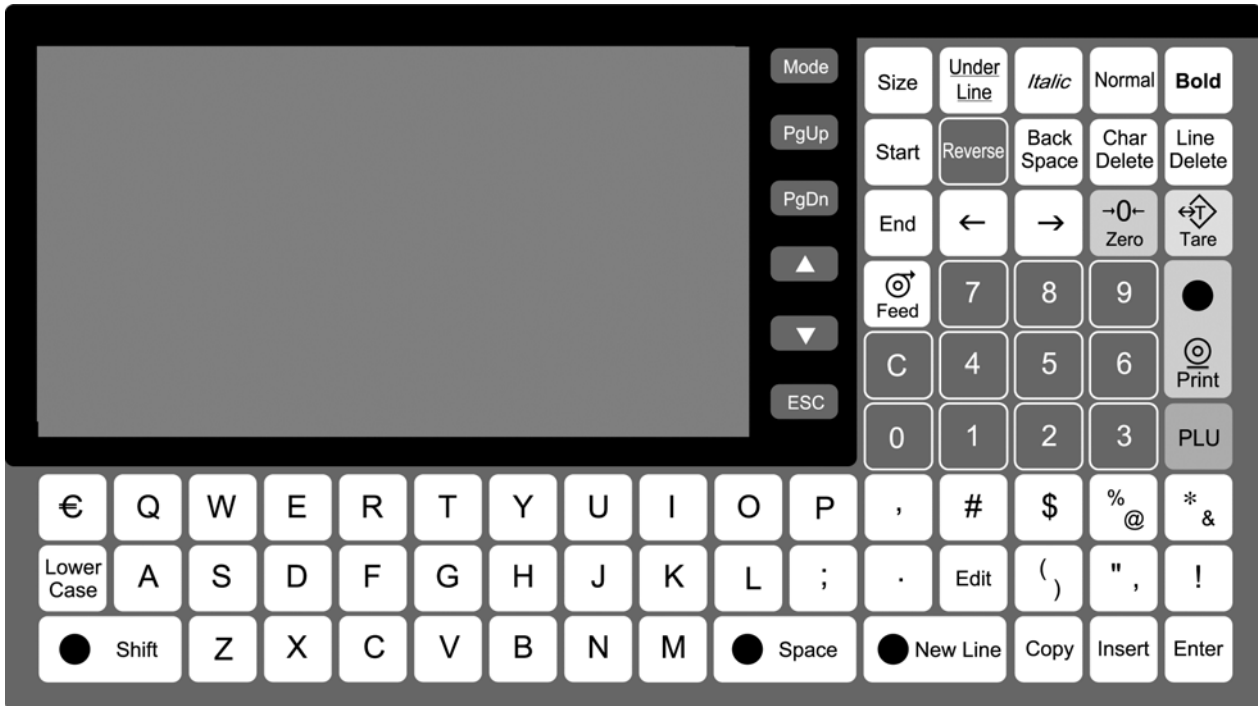 Mode
PgUp
PgDn
▲
▼
ESC
Size
Under
Line
Italic
Normal
Bold
Start
Reverse
Back
Space
Char
Delete
Line
Delete
End
←
→
→0←
Zero
T
Tare
Feed
7
8
9
C
4
5
6
Print
0
1
2
3
PLU
€
Q
W
E
R
T
Y
U
I
O
P
,
#
$
%
@
*
&
Lower
Case
A
S
D
F
G
H
J
K
L
;
.
Edit
(
)
" ,
!
Shift
Z
X
C
V
B
N
M
Space
New Line
Copy
Insert
Enter